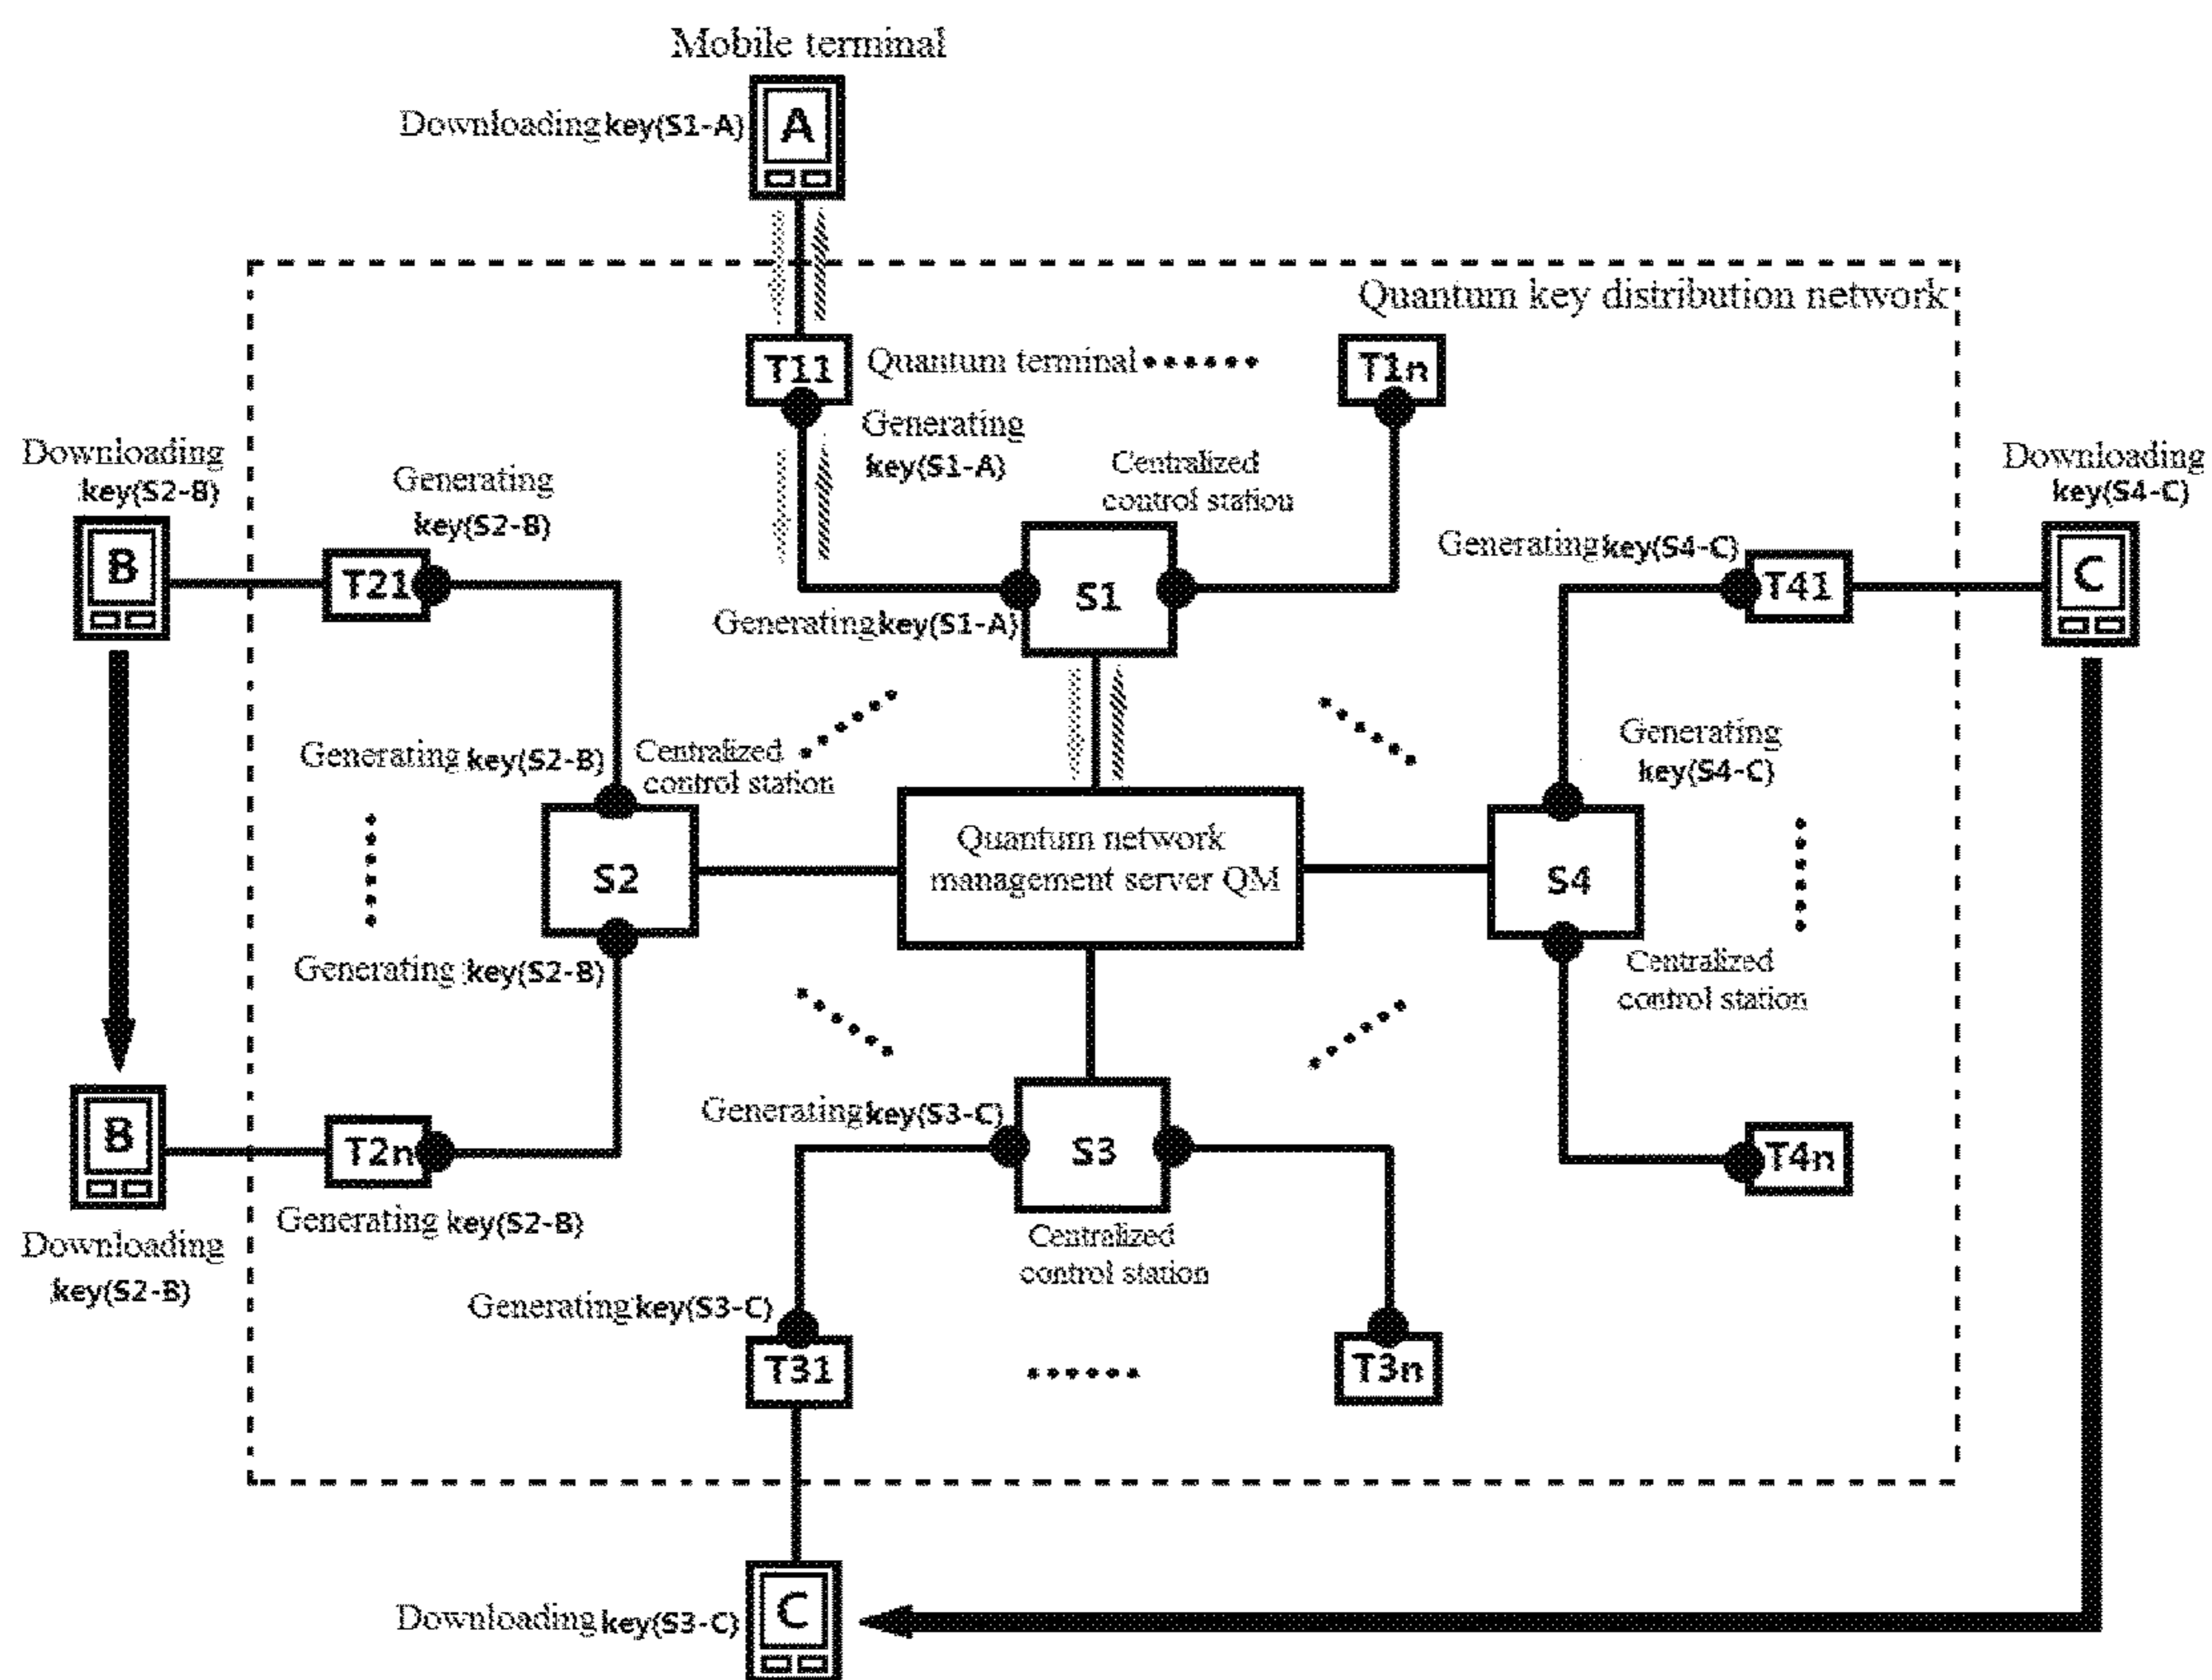 Mobile terminal
Downloading key(S1-A)
A
Quantum key distribution network
T11
Quantum terminal
T1n
Generating
key(S1-A)
Centralized
control station
Downloading
key(S2-B)
Generating
key(S2-B)
Downloading
key(S4-C)
B
T21
S1
Generating key(S4-C)
T41
C
Generating key(S1-A)
Generating key(S2-B)
Centralized
control station
Generating
key(S4-C)
S2
Quantum network
management server QM
S4
Generating key(S2-B)
Centralized
control station
B
T2n
Generating key(S3-C)
S3
T4n
Generating key(S2-B)
Downloading
key(S2-B)
Centralized
control station
Generating key(S3-C)
T31
T3n
Downloading key(S3-C)
C